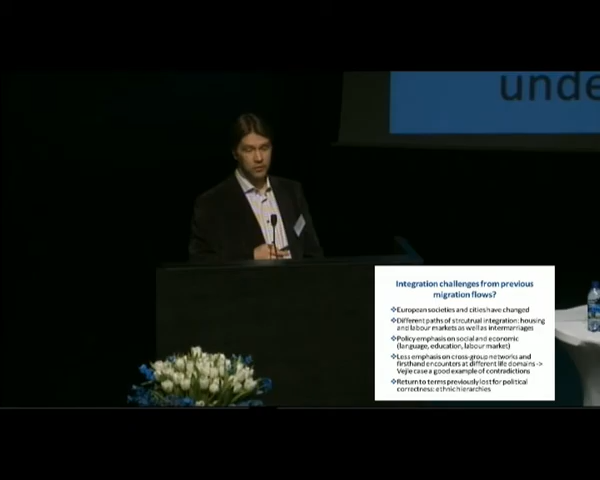 unde
Integration challenges from previous
migration flows?
❖European societies and cities have changed
❖Different paths of strcutrual integration: housing
and labour markets as well as intermarriages
❖Policy emphasis on social and economic
(language, education, labour market)
❖Less emphasis on cross-group networks and
firsthand encounters at different life domains ->
Vejle case a good example of contradictions
❖Return to terms previously lost for political
correctness: ethnic hierarchies